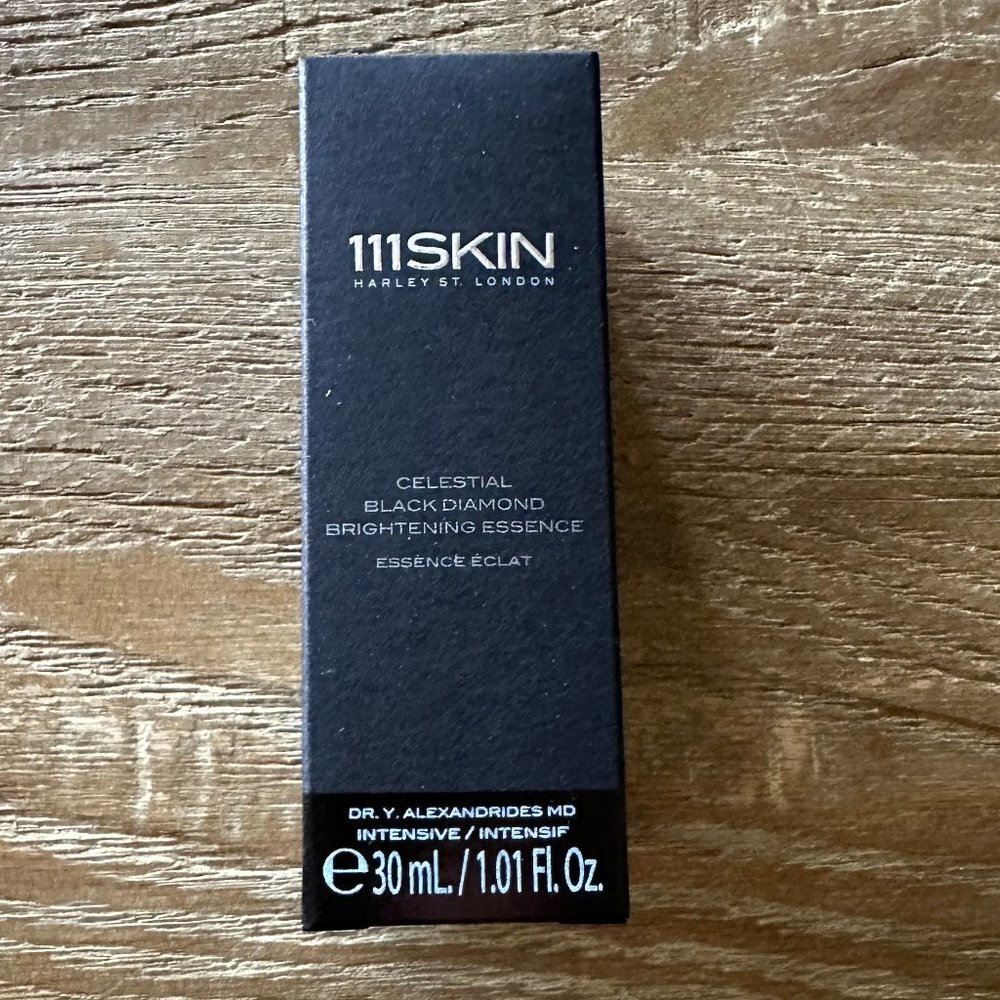 111SKIN
HARLEY ST. LONDON
CELESTIAL
BLACK DIAMOND
BRIGHTENING ESSENCE
ESSENCE ÉCLAT
DR. Y. ALEXANDRIDES MD
INTENSIVE / INTENSIF
℮ 30 mL. / 1.01 Fl. Oz.